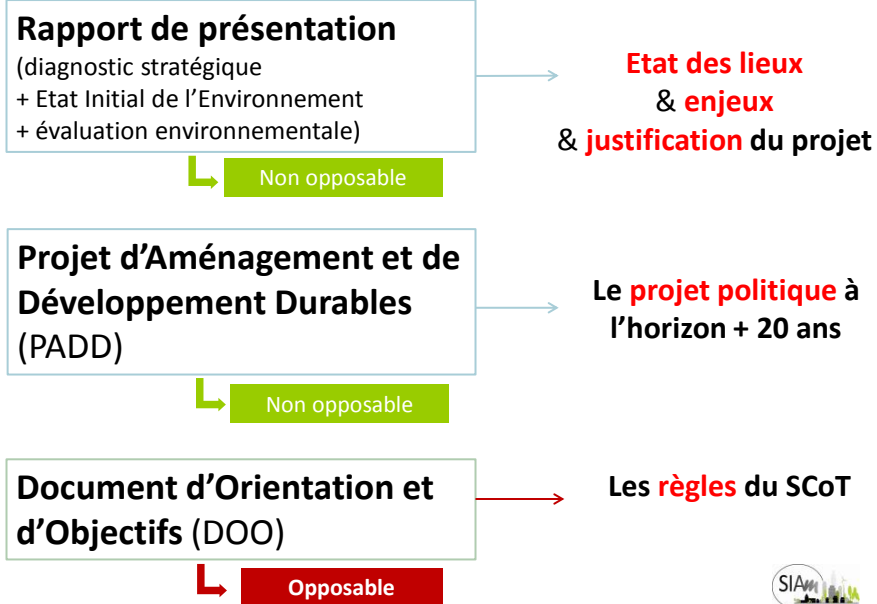 Rapport de présentation
(diagnostic stratégique
+ Etat Initial de l'Environnement
+ évaluation environnementale)
Etat des lieux
& enjeux
& justification du projet
Non opposable
Projet d'Aménagement et de
Développement Durables
(PADD)
Le projet politique à
l'horizon + 20 ans
Non opposable
Document d'Orientation et
d'Objectifs (DOO)
Les règles du SCoT
Opposable
SIAm